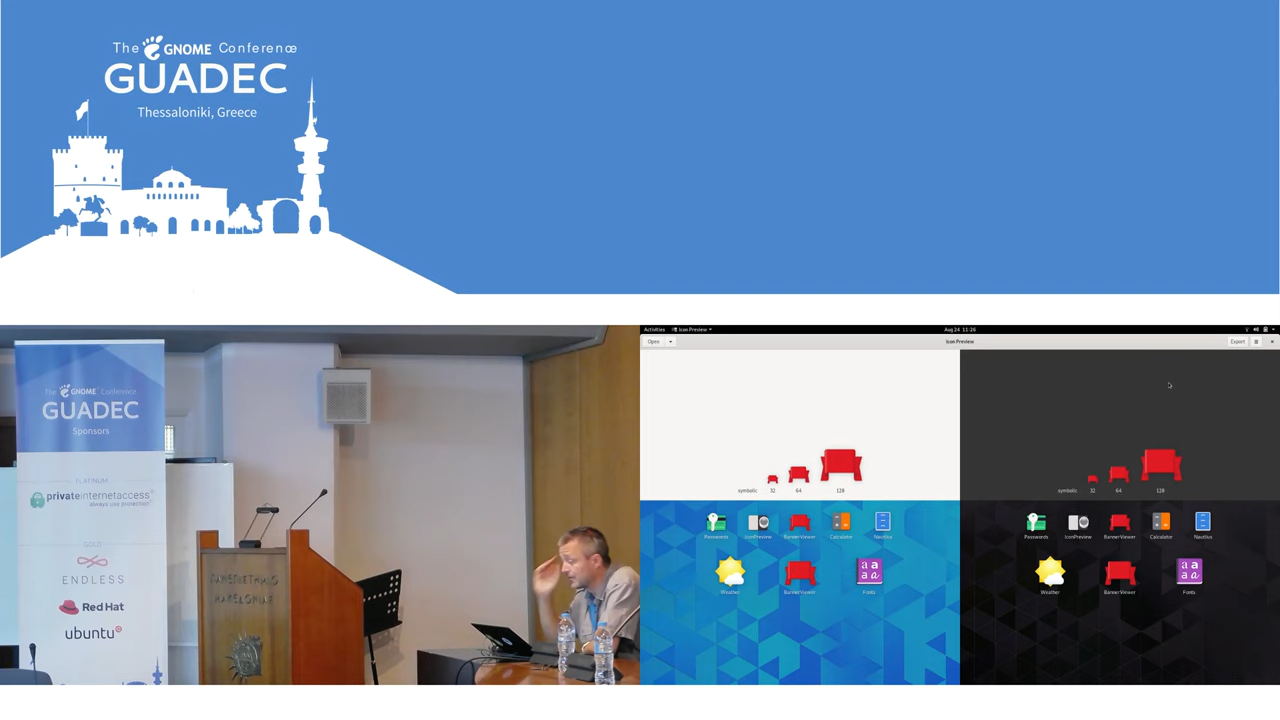 The GNOME Conference
GUADEC
Thessaloniki, Greece
The GNOME Conference
GUADEC
Sponsors
PLATINUM
privateinternetaccess®
always use protection
GOLD
ENDLESS
Red Hat
ubuntu®
ΠΑΝΕΠΙΣΤΗΜΙΟ
ΜΑΚΕΔΟΝΙΑΣ
Activities Icon Preview Aug 24 11:26
Open Icon Preview Export
symbolic 32 64 128
symbolic 32 64 128
Passwords IconPreview BannerViewer Calculator Nautilus
Weather BannerViewer Fonts
Passwords IconPreview BannerViewer Calculator Nautilus
Weather BannerViewer Fonts